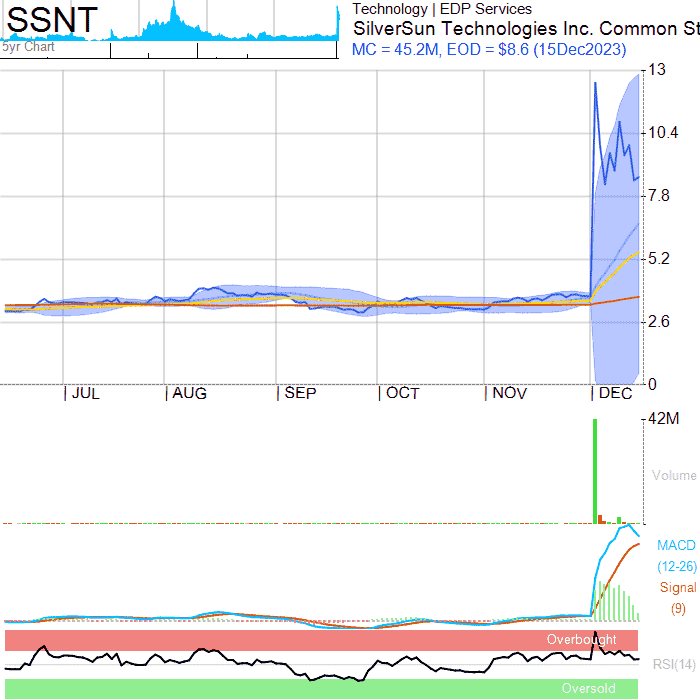 SSNT
5yr Chart
Technology | EDP Services
SilverSun Technologies Inc. Common St
MC = 45.2M, EOD = $8.6 (15Dec2023)
13
10.4
7.8
5.2
2.6
0
JUL
AUG
SEP
OCT
NOV
DEC
42M
Volume
MACD
(12-26)
Signal
(9)
Overbought
RSI(14)
Oversold